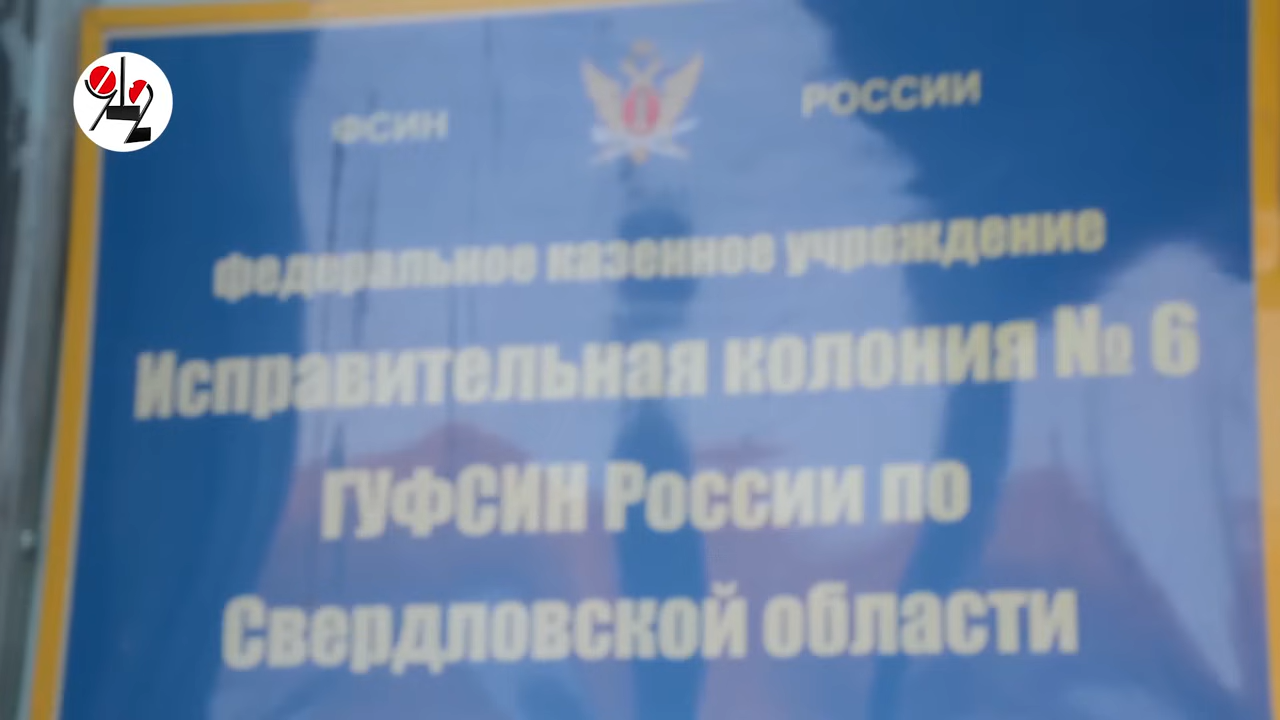 ФСИН РОССИИ
федеральное казенное учреждение
Исправительная колония № 6
ГУФСИН России по
Свердловской области